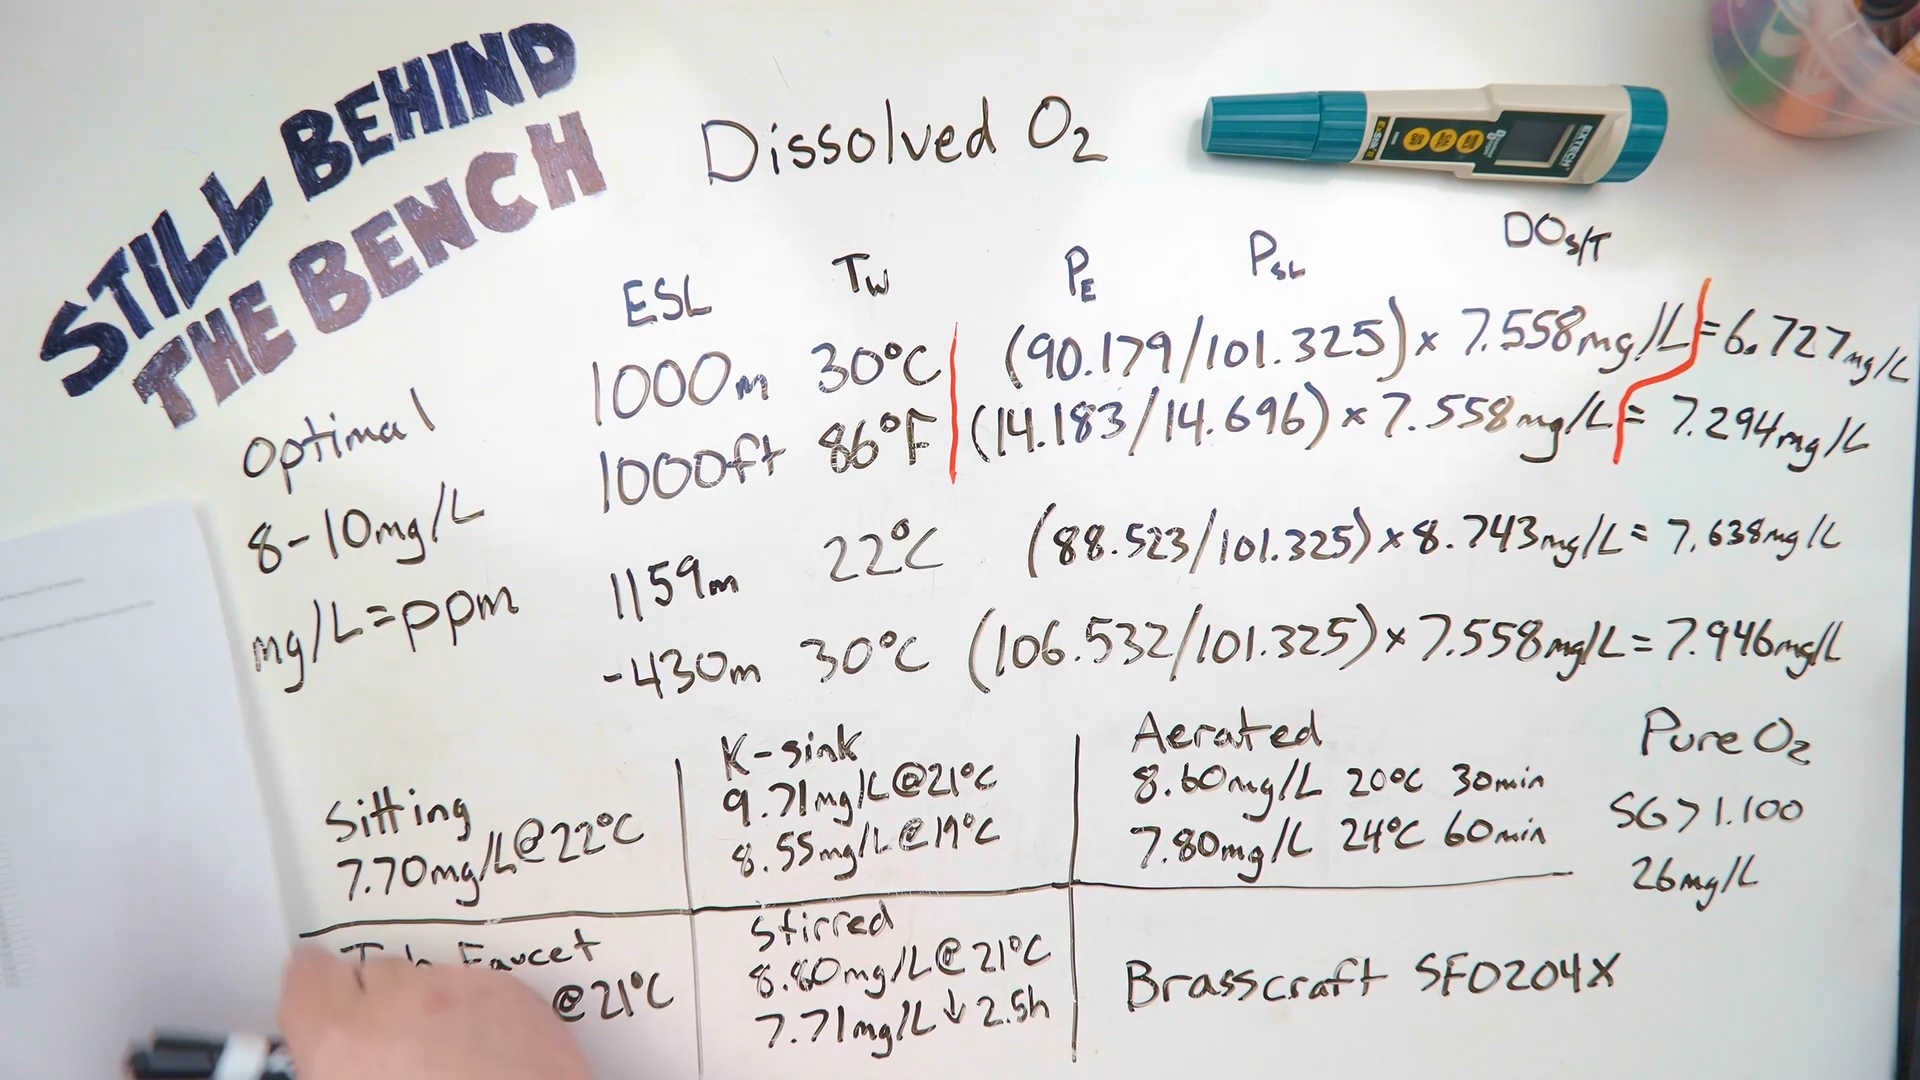 STILL BEHIND
THE BENCH
Dissolved O₂
EXTECH
ExStik II
Optimal
8-10mg/L
mg/L=ppm
ESL Tw PE PSL DOS/T
1000m 30°C (90.179/101.325) × 7.558mg/L = 6.727mg/L
1000ft 86°F (14.183/14.696) × 7.558mg/L = 7.294mg/L
1159m 22°C (88.523/101.325) × 8.743mg/L = 7.638mg/L
-430m 30°C (106.532/101.325) × 7.558mg/L = 7.946mg/L
Sitting
7.70mg/L@22°C
K-sink
9.71mg/L@21°C
8.55mg/L@19°C
Aerated
8.60mg/L 20°C 30min
7.80mg/L 24°C 60min
Pure O₂
SG>1.100
26mg/L
Faucet
@21°C
Stirred
8.80mg/L@21°C
7.71mg/L↓2.5h
Brasscraft SF0204X